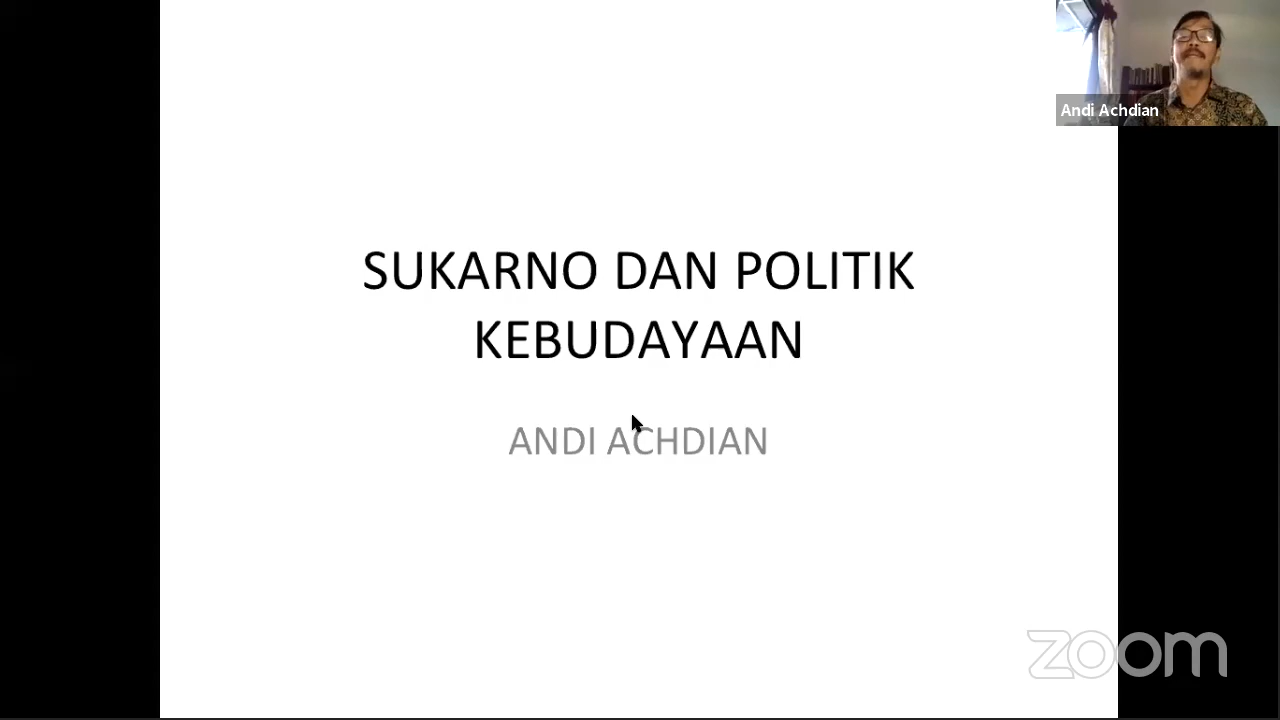 Andi Achdian
SUKARNO DAN POLITIK
KEBUDAYAAN
ANDI ACHDIAN
zoom